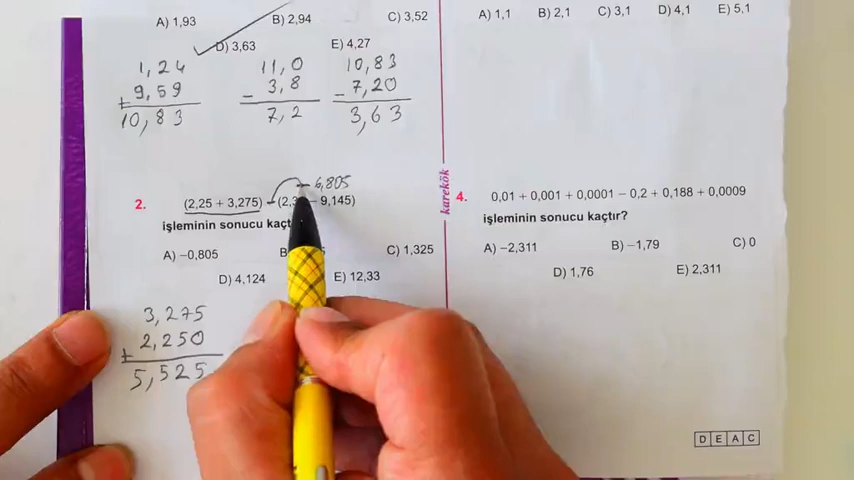 A) 1,93 B) 2,94 C) 3,52
D) 3,63 E) 4,27
1,24
9,59
+
10,83
11,0
- 3,8
7,2
10,83
- 7,20
3,63
- 6,805
2. (2,25 + 3,275) - (2,3 - 9,145)
işleminin sonucu
A) -0,805 C) 1,325
D) 4,124 E) 12,33
3,275
2,250
+
5,525
A) 1,1 B) 2,1 C) 3,1 D) 4,1 E) 5,1
karekök
4. 0,01 + 0,001 + 0,0001 - 0,2 + 0,188 + 0,0009
işleminin sonucu kaçtır?
A) -2,311 B) -1,79 C) 0
D) 1,76 E) 2,311
D E A C